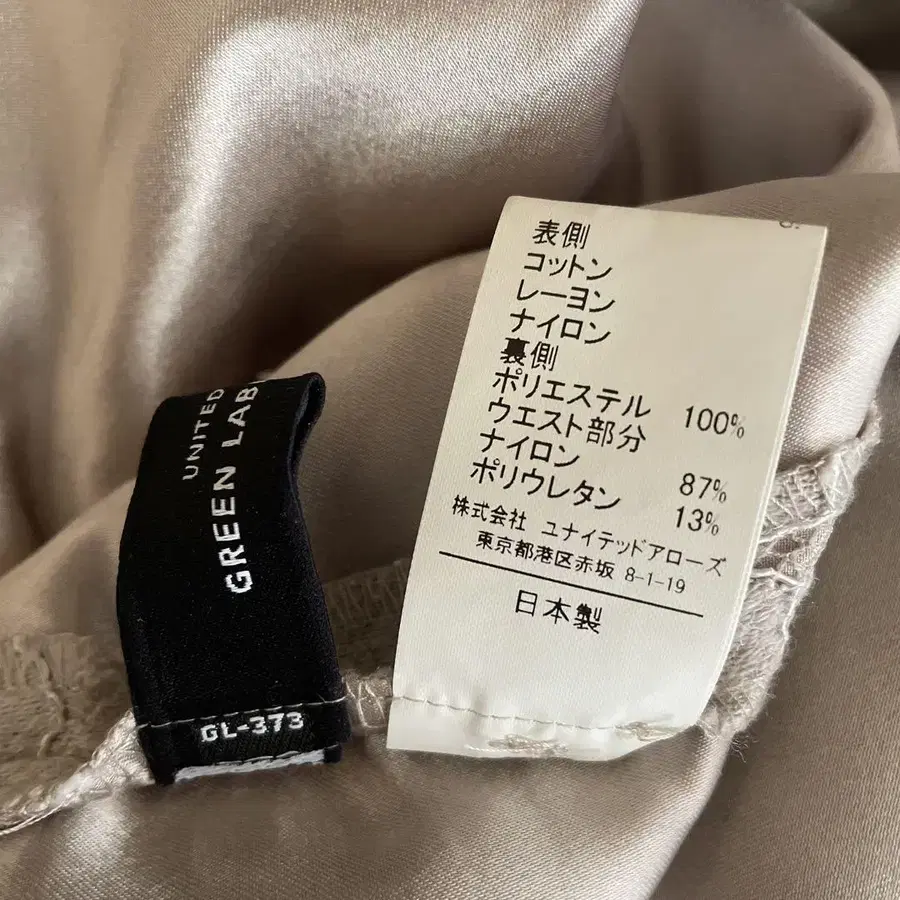 UNITED
GREEN LAB
GL-373
表側
コットン
レーヨン
ナイロン
裏側
ポリエステル 100%
ウエスト部分
ナイロン 87%
ポリウレタン 13%
株式会社 ユナイテッドアローズ
東京都港区赤坂 8-1-19
日本製